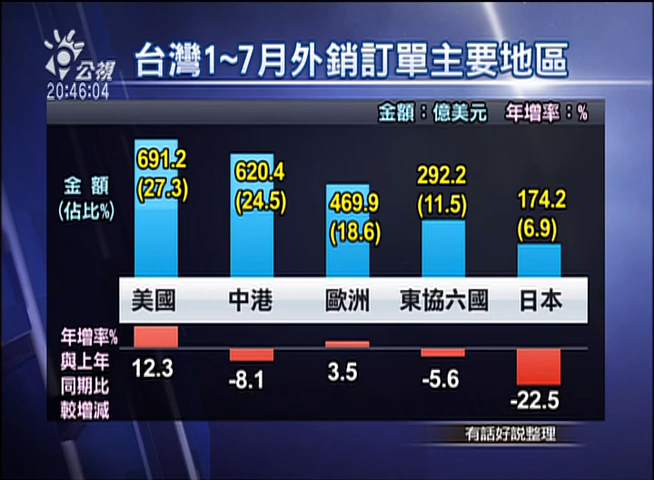 公視
台灣1~7月外銷訂單主要地區
20:46:04
金額：億美元 年增率：%
金額
(佔比%)
691.2
(27.3)
620.4
(24.5)
469.9
(18.6)
292.2
(11.5)
174.2
(6.9)
美國 中港 歐洲 東協六國 日本
年增率%
與上年
同期比
較增減
12.3 -8.1 3.5 -5.6 -22.5
有話好說整理